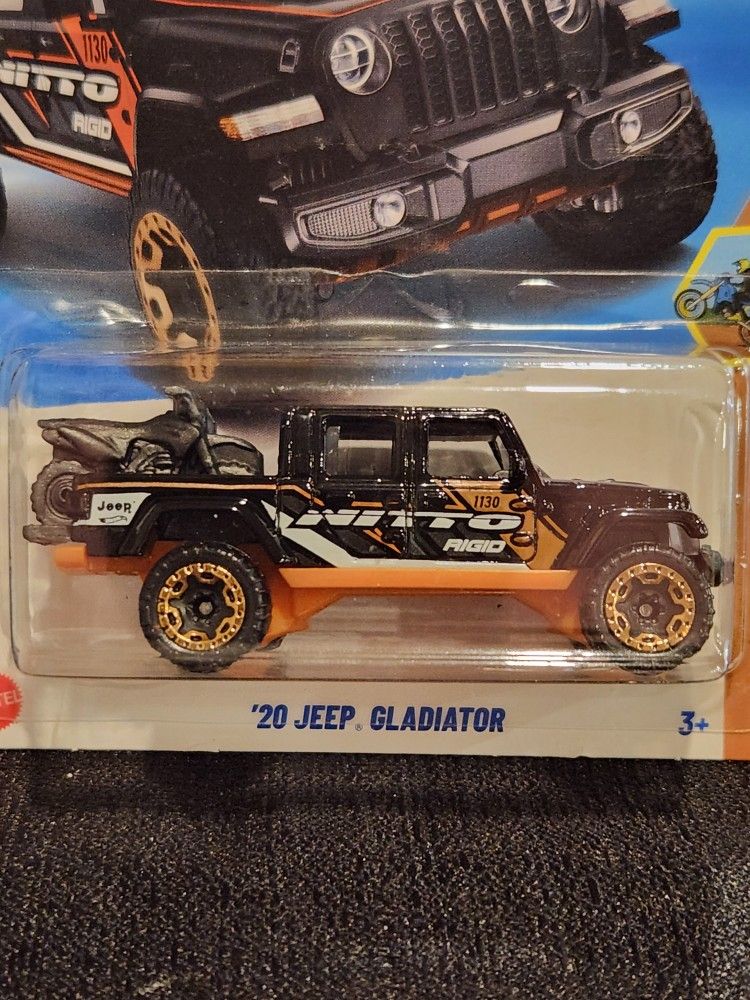 1130
NITTO
RIGID
Jeep
1130
NITTO
RIGID
'20 JEEP® GLADIATOR
3+